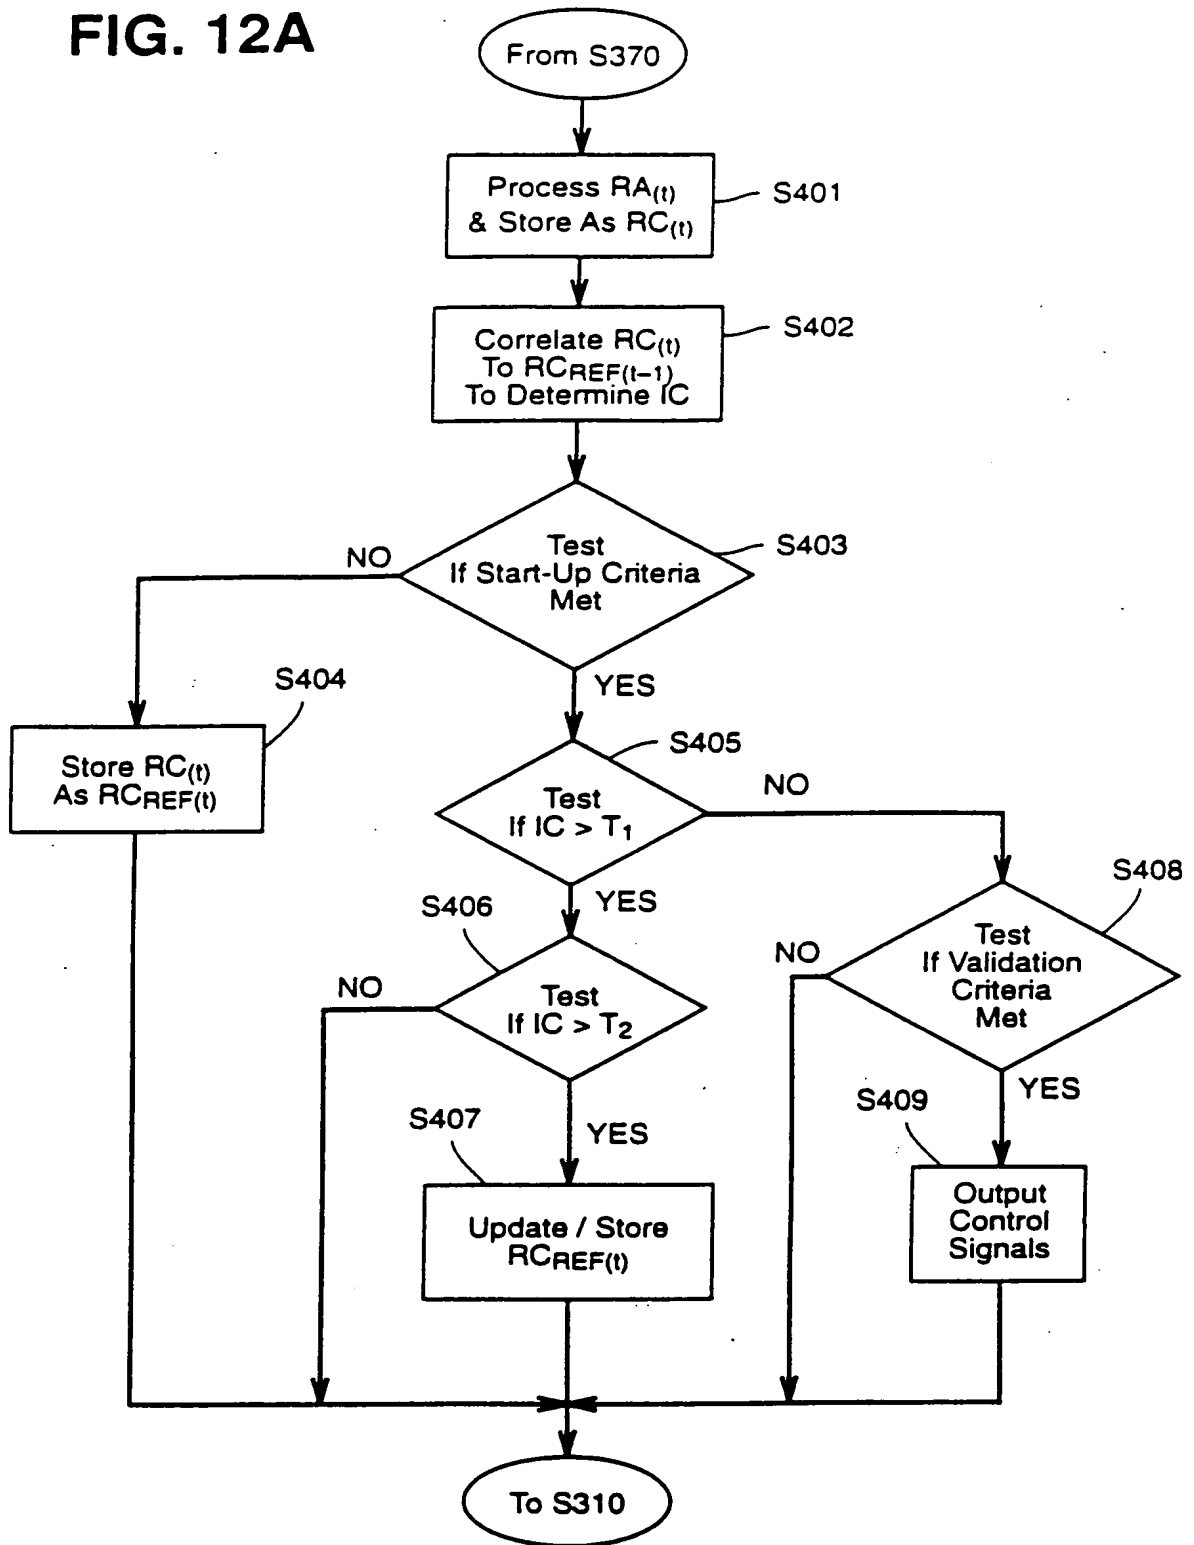 FIG. 12A
From S370
Process RA(t)
& Store As RC(t)
S401
Correlate RC(t)
To RCREF(t–1)
To Determine IC
S402
Test
If Start-Up Criteria
Met
S403
NO
YES
S404
Store RC(t)
As RCREF(t)
S405
Test
If IC > T1
NO
YES
S406
Test
If IC > T2
NO
YES
S408
Test
If Validation
Criteria
Met
NO
YES
S407
Update / Store
RCREF(t)
S409
Output
Control
Signals
To S310